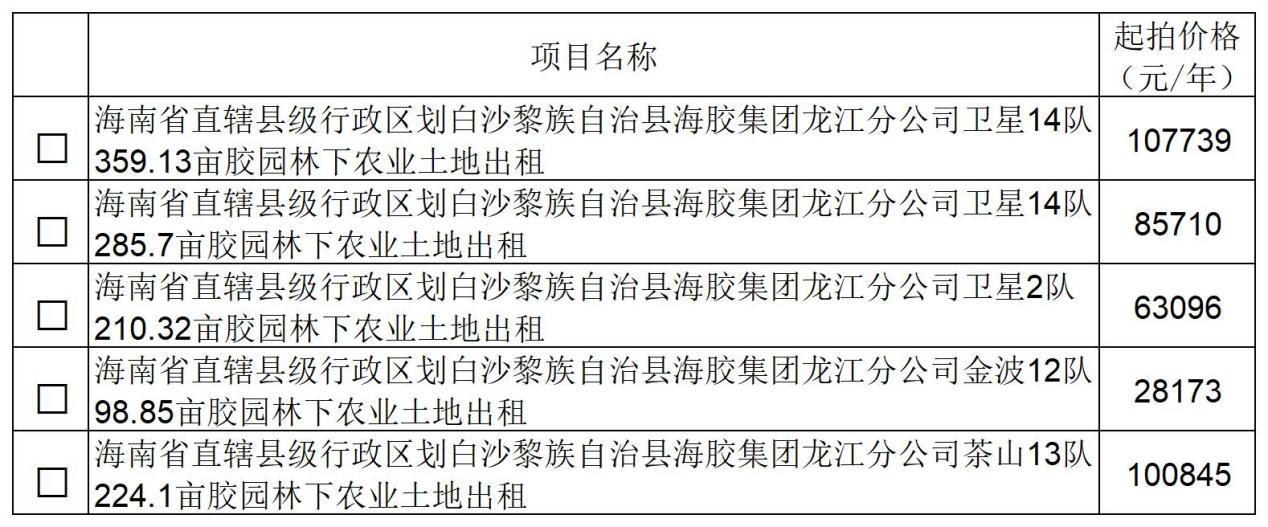 项目名称
起拍价格
（元/年）
□
海南省直辖县级行政区划白沙黎族自治县海胶集团龙江分公司卫星14队
359.13亩胶园林下农业土地出租
107739
□
海南省直辖县级行政区划白沙黎族自治县海胶集团龙江分公司卫星14队
285.7亩胶园林下农业土地出租
85710
□
海南省直辖县级行政区划白沙黎族自治县海胶集团龙江分公司卫星2队
210.32亩胶园林下农业土地出租
63096
□
海南省直辖县级行政区划白沙黎族自治县海胶集团龙江分公司金波12队
98.85亩胶园林下农业土地出租
28173
□
海南省直辖县级行政区划白沙黎族自治县海胶集团龙江分公司茶山13队
224.1亩胶园林下农业土地出租
100845